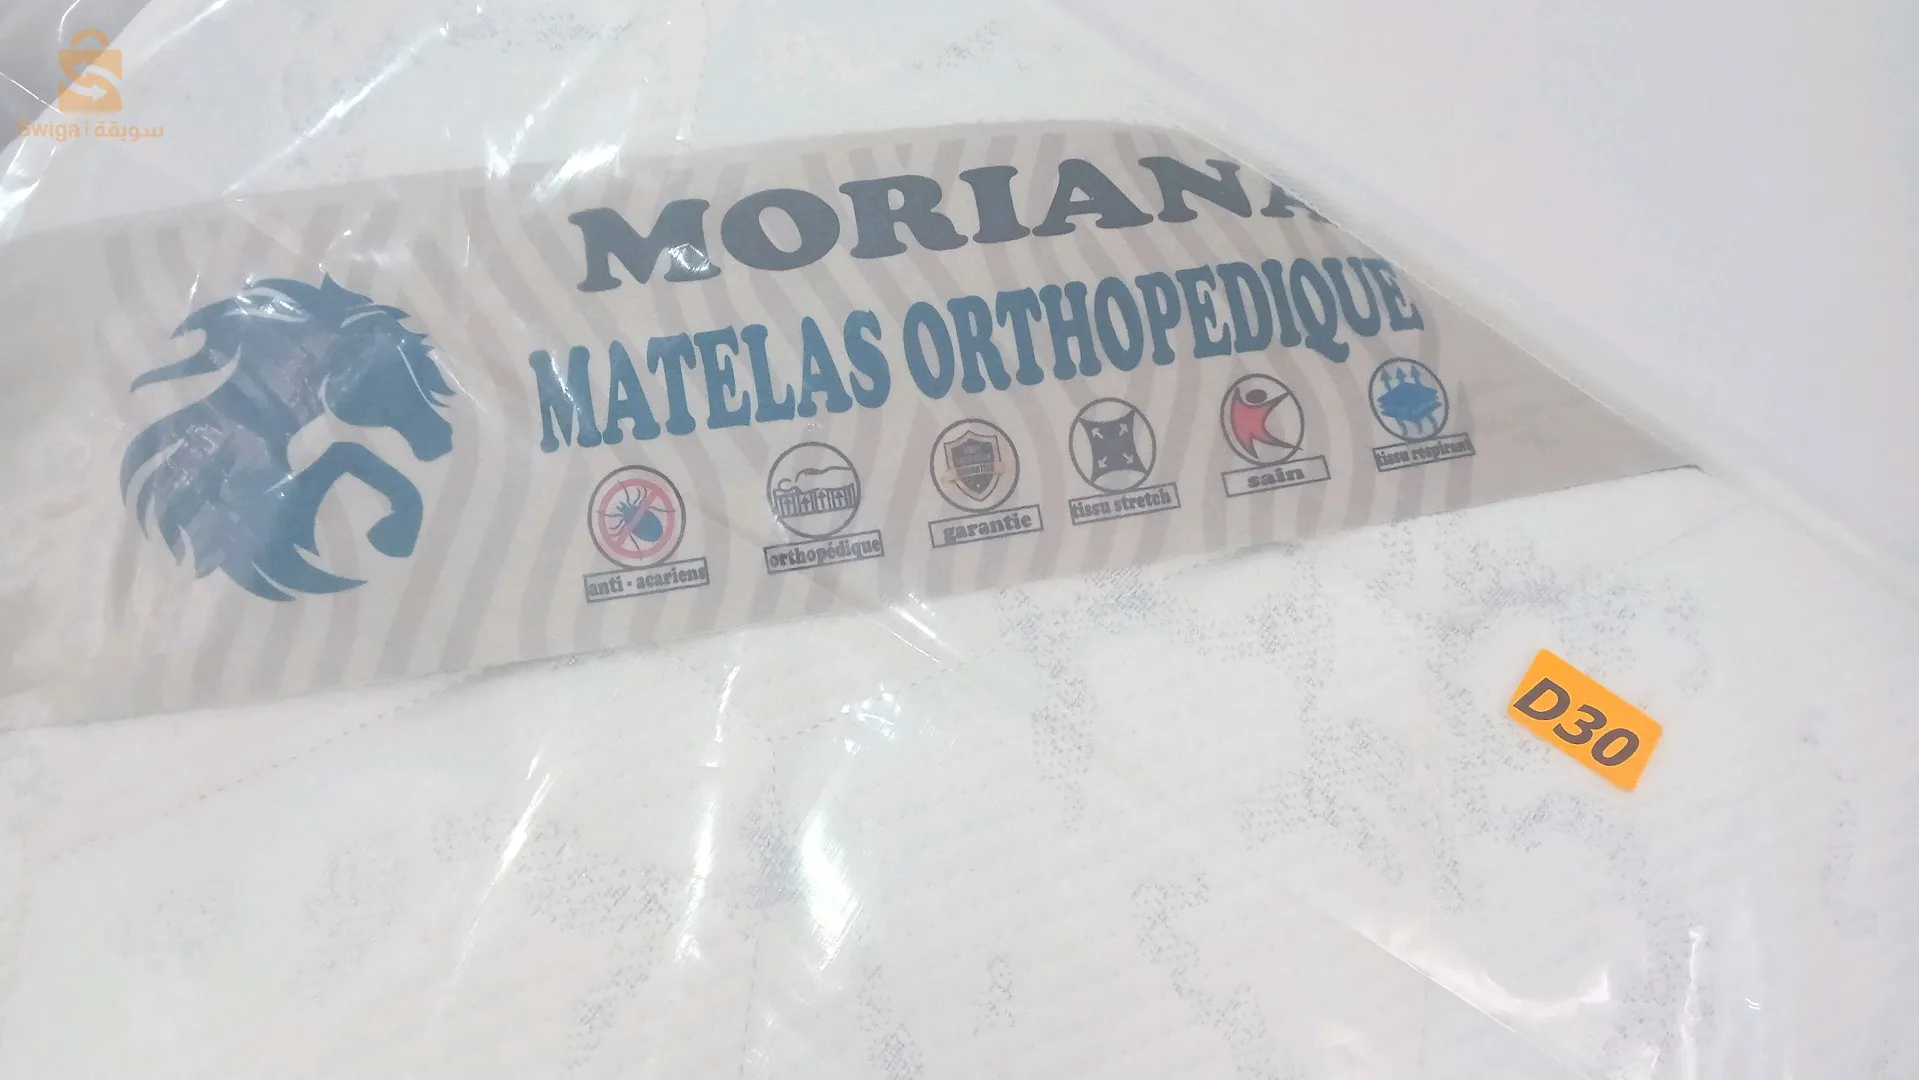 Swiga | سويقة
MORIANA
MATELAS ORTHOPEDIQUE
anti - acariens
orthopédique
garantie
tissu stretch
sain
tissu respirant
D30